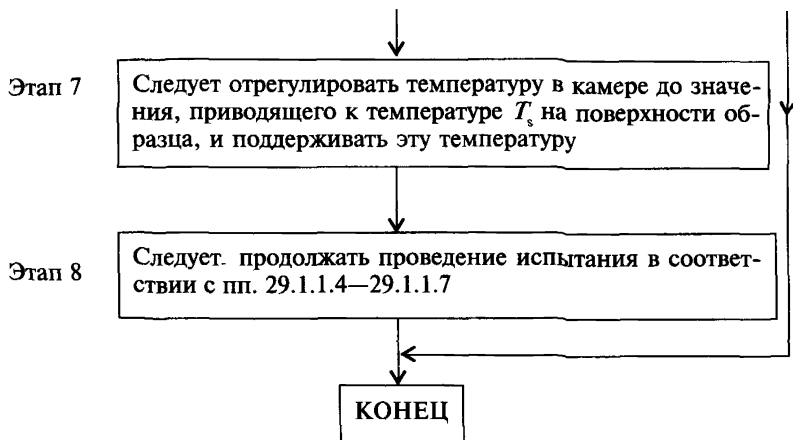 Этап 7
Следует отрегулировать температуру в камере до значе-
ния, приводящего к температуре Tₛ на поверхности об-
разца, и поддерживать эту температуру
Этап 8
Следует. продолжать проведение испытания в соответ-
ствии с пп. 29.1.1.4—29.1.1.7
КОНЕЦ